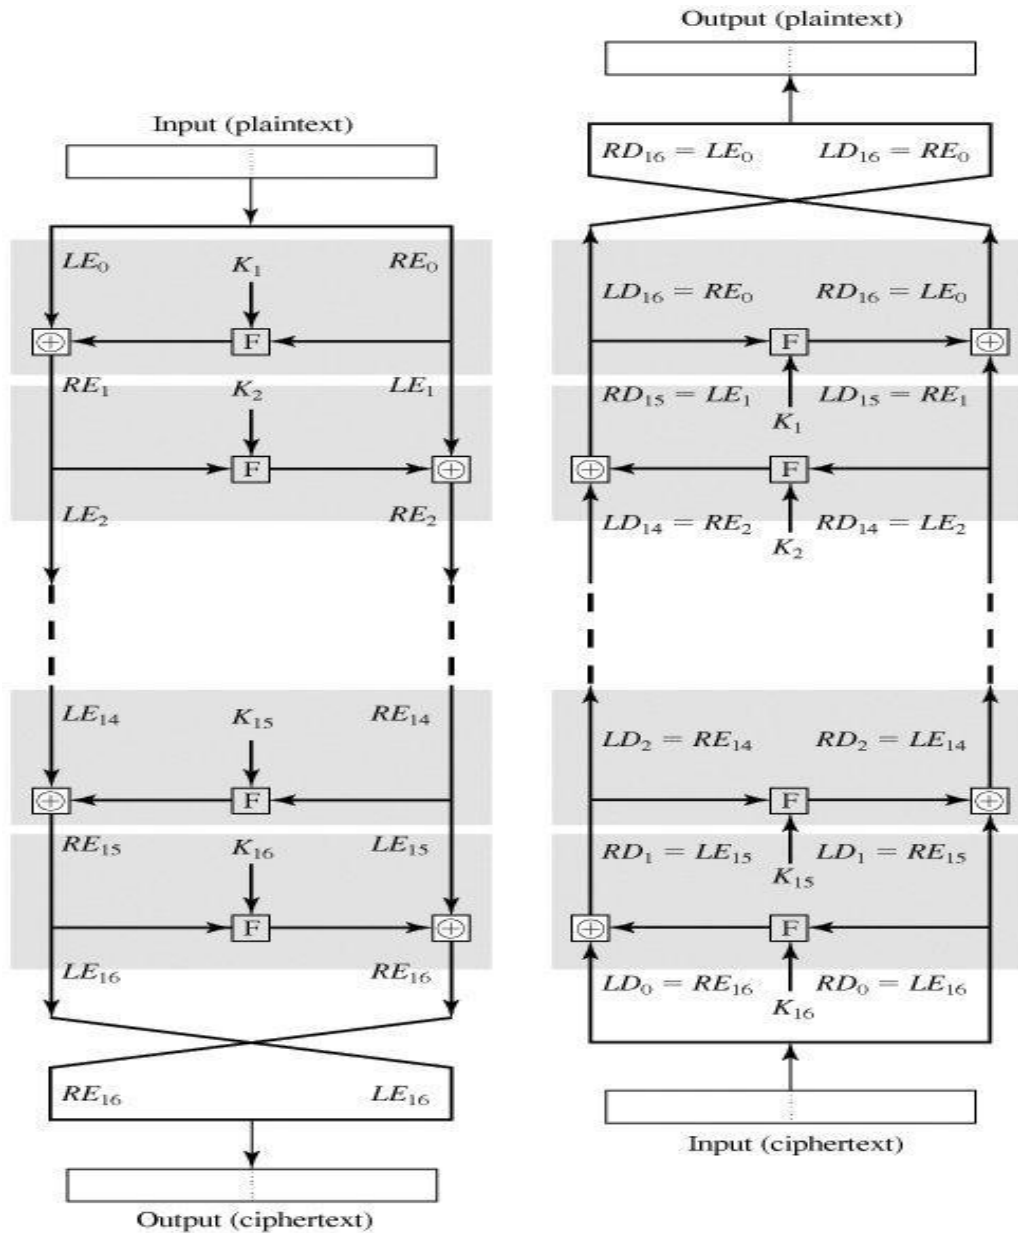 Input (plaintext)
LE₀ K₁ RE₀
F
RE₁ K₂ LE₁
F
LE₂ RE₂
LE₁₄ K₁₅ RE₁₄
F
RE₁₅ K₁₆ LE₁₅
F
LE₁₆ RE₁₆
RE₁₆ LE₁₆
Output (ciphertext)
Output (plaintext)
RD₁₆ = LE₀ LD₁₆ = RE₀
LD₁₆ = RE₀ RD₁₆ = LE₀
F
RD₁₅ = LE₁ K₁ LD₁₅ = RE₁
F
LD₁₄ = RE₂ K₂ RD₁₄ = LE₂
LD₂ = RE₁₄ RD₂ = LE₁₄
F
RD₁ = LE₁₅ K₁₅ LD₁ = RE₁₅
F
LD₀ = RE₁₆ K₁₆ RD₀ = LE₁₆
Input (ciphertext)